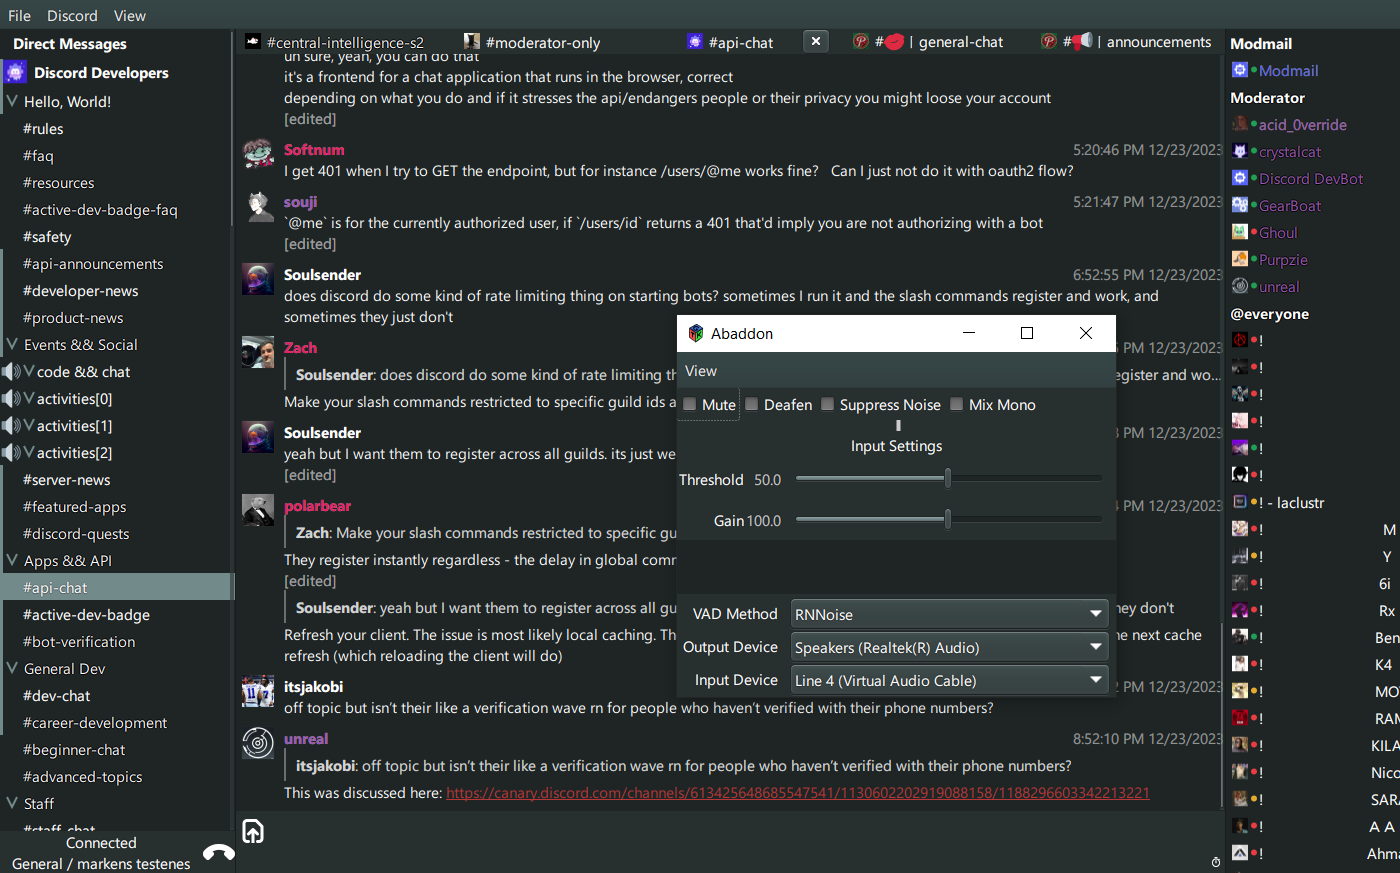 File Discord View
Direct Messages
Discord Developers
Hello, World!
#rules
#faq
#resources
#active-dev-badge-faq
#safety
#api-announcements
#developer-news
#product-news
Events && Social
code && chat
activities[0]
activities[1]
activities[2]
#server-news
#featured-apps
#discord-quests
Apps && API
#api-chat
#active-dev-badge
#bot-verification
General Dev
#dev-chat
#career-development
#beginner-chat
#advanced-topics
Staff
#staff-chat
Connected
General / markens testenes
#central-intelligence-s2 #moderator-only #api-chat #💋 | general-chat #📢 | announcements
uh sure, yeah, you can do that
it's a frontend for a chat application that runs in the browser, correct
depending on what you do and if it stresses the api/endangers people or their privacy you might loose your account
[edited]
Softnum 5:20:46 PM 12/23/2023
I get 401 when I try to GET the endpoint, but for instance /users/@me works fine? Can I just not do it with oauth2 flow?
souji 5:21:47 PM 12/23/2023
`@me` is for the currently authorized user, if `/users/id` returns a 401 that'd imply you are not authorizing with a bot
[edited]
Soulsender 6:52:55 PM 12/23/2023
does discord do some kind of rate limiting thing on starting bots? sometimes I run it and the slash commands register and work, and
sometimes they just don't
Zach PM 12/23/2023
Soulsender: does discord do some kind of rate limiting th egister and wo...
Make your slash commands restricted to specific guild ids a
Soulsender PM 12/23/2023
yeah but I want them to register across all guilds. its just we
[edited]
polarbear PM 12/23/2023
Zach: Make your slash commands restricted to specific gu
They register instantly regardless - the delay in global comm
[edited]
Soulsender: yeah but I want them to register across all gu hey don't
Refresh your client. The issue is most likely local caching. Th he next cache
refresh (which reloading the client will do)
itsjakobi PM 12/23/2023
off topic but isn't their like a verification wave rn for people who haven't verified with their phone numbers?
unreal 8:52:10 PM 12/23/2023
itsjakobi: off topic but isn't their like a verification wave rn for people who haven't verified with their phone numbers?
This was discussed here: https://canary.discord.com/channels/613425648685547541/1130602202919088158/1188296603342213221
Abaddon
View
Mute Deafen Suppress Noise Mix Mono
Input Settings
Threshold 50.0
Gain 100.0
VAD Method RNNoise
Output Device Speakers (Realtek(R) Audio)
Input Device Line 4 (Virtual Audio Cable)
Modmail
Modmail
Moderator
acid_0verride
crystalcat
Discord DevBot
GearBoat
Ghoul
Purpzie
unreal
@everyone
!
!
!
!
!
!
! - laclustr
! M
! Y
! 6i
! Rx
! Ben
! K4
! MO
! RAM
! KILA
! Nico
! SARA
! A A
! Ahma